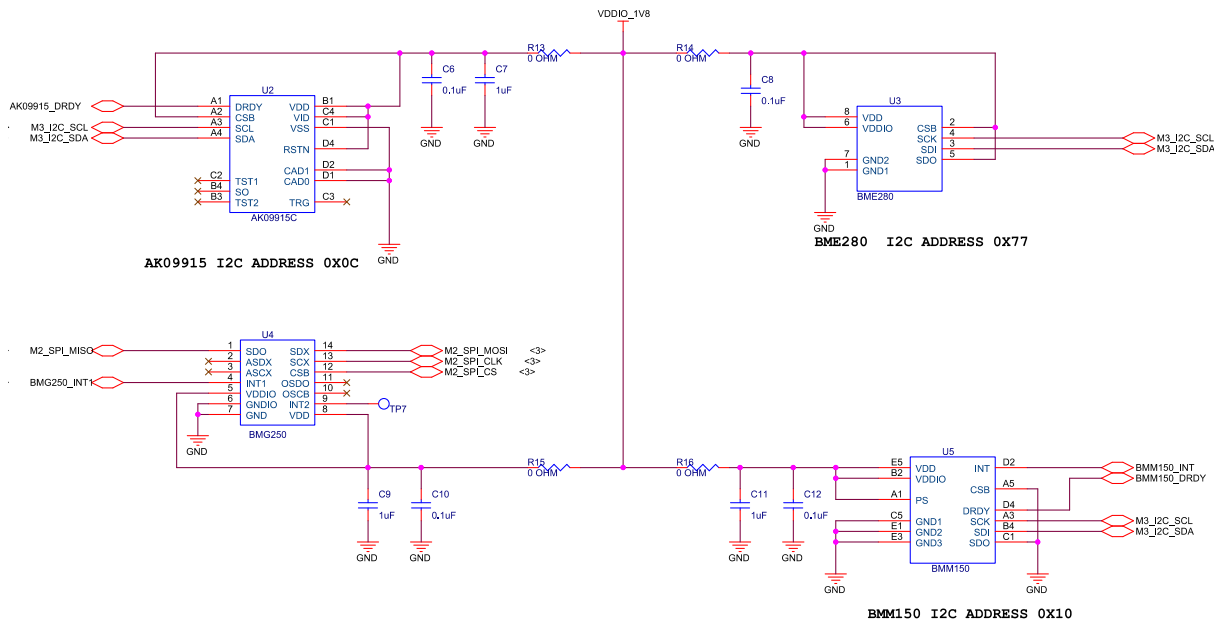 VDDIO_1V8
R13
0 OHM
R14
0 OHM
C6
0.1uF
GND
C7
1uF
GND
C8
0.1uF
GND
U2
AK09915_DRDY
M3_I2C_SCL
M3_I2C_SDA
A1 DRDY VDD B1
A2 CSB VID C4
A3 SCL VSS C1
A4 SDA
RSTN D4
CAD1 D2
C2 TST1 CAD0 D1
B4 SO
B3 TST2 TRG C3
AK09915C
GND
AK09915 I2C ADDRESS 0X0C
U3
8 VDD
6 VDDIO CSB 2
SCK 4
SDI 3
7 GND2 SDO 5
1 GND1
BME280
M3_I2C_SCL
M3_I2C_SDA
GND
BME280 I2C ADDRESS 0X77
U4
M2_SPI_MISO
BMG250_INT1
1 SDO SDX 14
2 ASDX SCX 13
3 ASCX CSB 12
4 INT1 OSDO 11
5 VDDIO OSCB 10
6 GNDIO INT2 9
7 GND VDD 8
BMG250
M2_SPI_MOSI <3>
M2_SPI_CLK <3>
M2_SPI_CS <3>
TP7
GND
R15
0 OHM
R16
0 OHM
C9
1uF
GND
C10
0.1uF
GND
C11
1uF
GND
C12
0.1uF
GND
U5
E5 VDD INT D2
B2 VDDIO
CSB A5
A1 PS
DRDY D4
C5 GND1 SCK A3
E1 GND2 SDI B4
E3 GND3 SDO C1
BMM150
BMM150_INT
BMM150_DRDY
M3_I2C_SCL
M3_I2C_SDA
GND
GND
BMM150 I2C ADDRESS 0X10